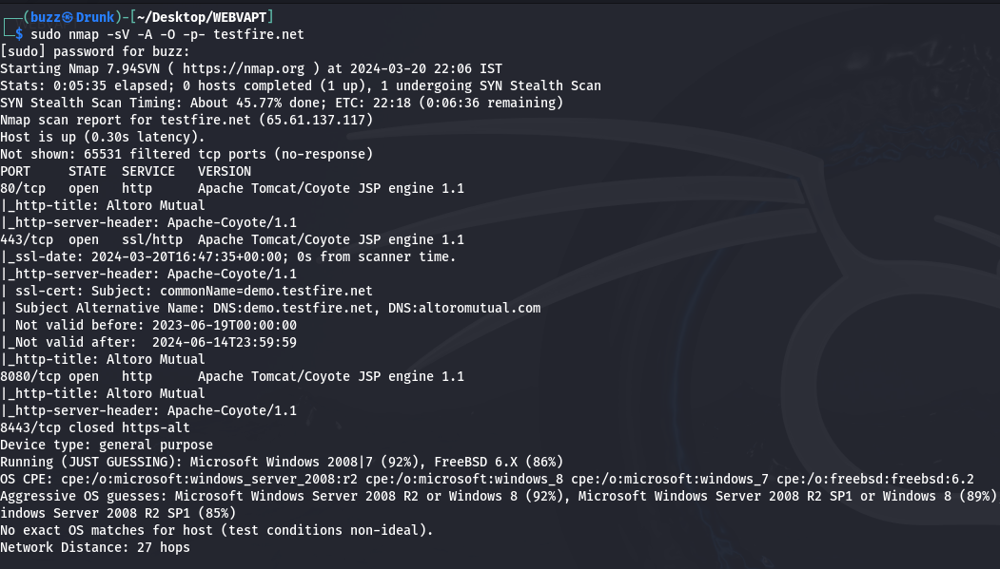 ┌──(buzz㉿Drunk)-[~/Desktop/WEBVAPT]
└─$ sudo nmap -sV -A -O -p- testfire.net
[sudo] password for buzz:
Starting Nmap 7.94SVN ( https://nmap.org ) at 2024-03-20 22:06 IST
Stats: 0:05:35 elapsed; 0 hosts completed (1 up), 1 undergoing SYN Stealth Scan
SYN Stealth Scan Timing: About 45.77% done; ETC: 22:18 (0:06:36 remaining)
Nmap scan report for testfire.net (65.61.137.117)
Host is up (0.30s latency).
Not shown: 65531 filtered tcp ports (no-response)
PORT     STATE  SERVICE   VERSION
80/tcp   open   http      Apache Tomcat/Coyote JSP engine 1.1
|_http-title: Altoro Mutual
|_http-server-header: Apache-Coyote/1.1
443/tcp  open   ssl/http  Apache Tomcat/Coyote JSP engine 1.1
|_ssl-date: 2024-03-20T16:47:35+00:00; 0s from scanner time.
|_http-server-header: Apache-Coyote/1.1
| ssl-cert: Subject: commonName=demo.testfire.net
| Subject Alternative Name: DNS:demo.testfire.net, DNS:altoromutual.com
| Not valid before: 2023-06-19T00:00:00
|_Not valid after:  2024-06-14T23:59:59
|_http-title: Altoro Mutual
8080/tcp open   http      Apache Tomcat/Coyote JSP engine 1.1
|_http-title: Altoro Mutual
|_http-server-header: Apache-Coyote/1.1
8443/tcp closed https-alt
Device type: general purpose
Running (JUST GUESSING): Microsoft Windows 2008|7 (92%), FreeBSD 6.X (86%)
OS CPE: cpe:/o:microsoft:windows_server_2008:r2 cpe:/o:microsoft:windows_8 cpe:/o:microsoft:windows_7 cpe:/o:freebsd:freebsd:6.2
Aggressive OS guesses: Microsoft Windows Server 2008 R2 or Windows 8 (92%), Microsoft Windows Server 2008 R2 SP1 or Windows 8 (89%)
indows Server 2008 R2 SP1 (85%)
No exact OS matches for host (test conditions non-ideal).
Network Distance: 27 hops